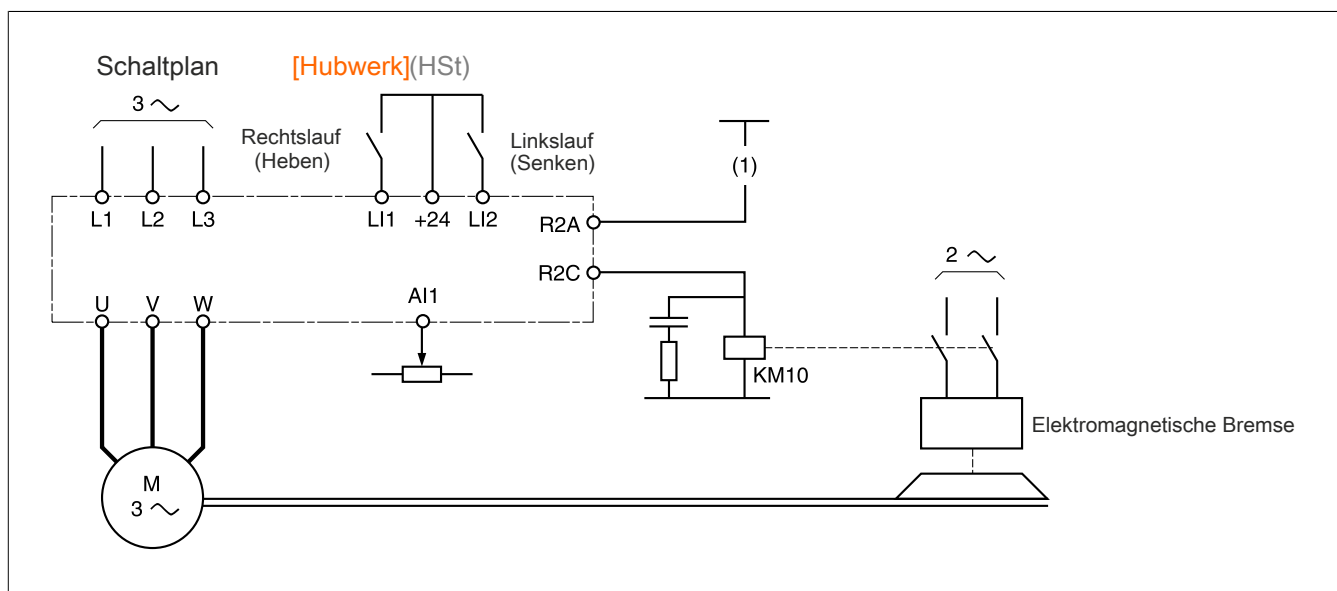 Schaltplan [Hubwerk](HSt)
3 ~
Rechtslauf
(Heben)
Linkslauf
(Senken)
(1)
L1 L2 L3 LI1 +24 LI2
R2A
R2C
2 ~
U V W AI1
KM10
Elektromagnetische Bremse
M
3 ~